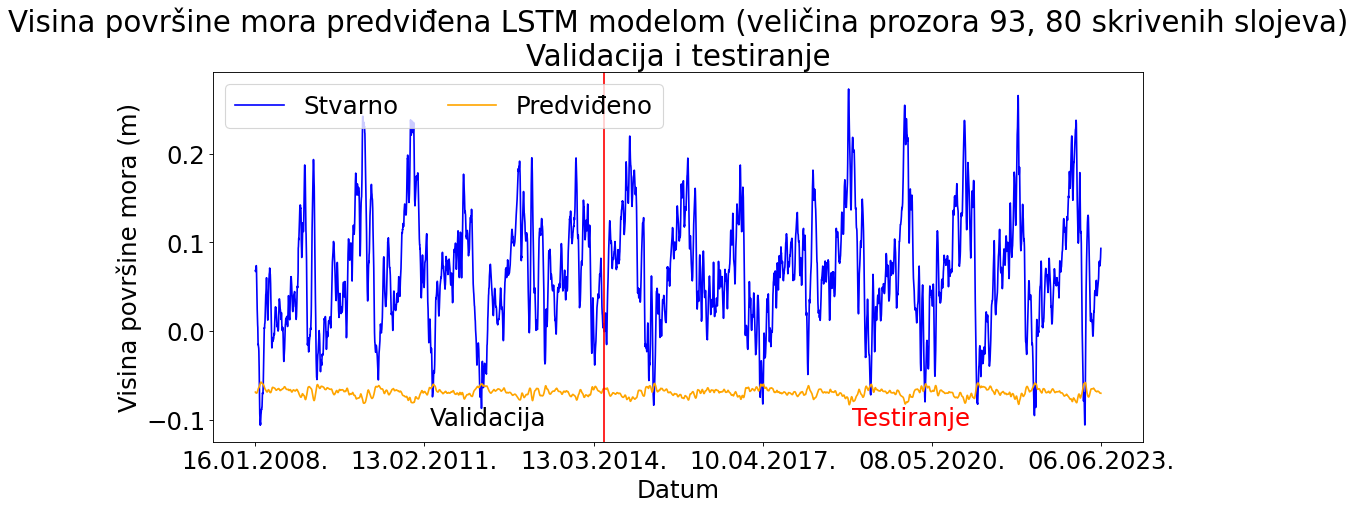 Visina površine mora predviđena LSTM modelom (veličina prozora 93, 80 skrivenih slojeva)
Validacija i testiranje
Stvarno
Predviđeno
Visina površine mora (m)
0.2
0.1
0.0
−0.1
Validacija
Testiranje
16.01.2008.
13.02.2011.
13.03.2014.
10.04.2017.
08.05.2020.
06.06.2023.
Datum